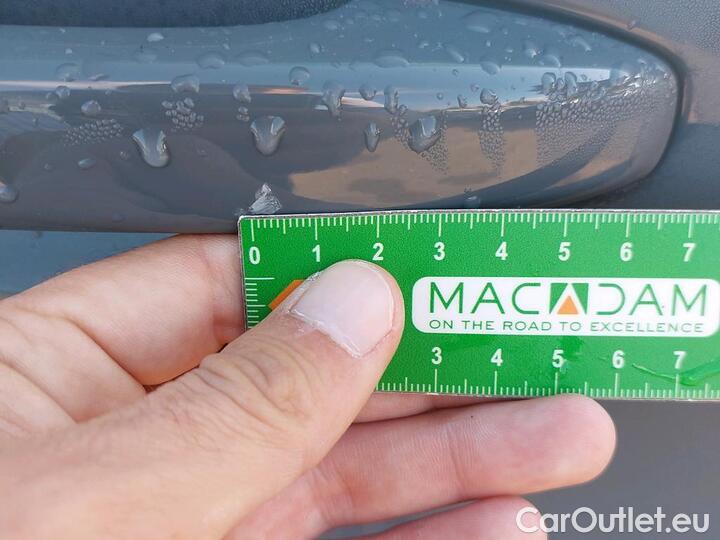 0 1 2 3 4 5 6 7
MACADAM
ON THE ROAD TO EXCELLENCE
3 4 5 6 7
CarOutlet.eu